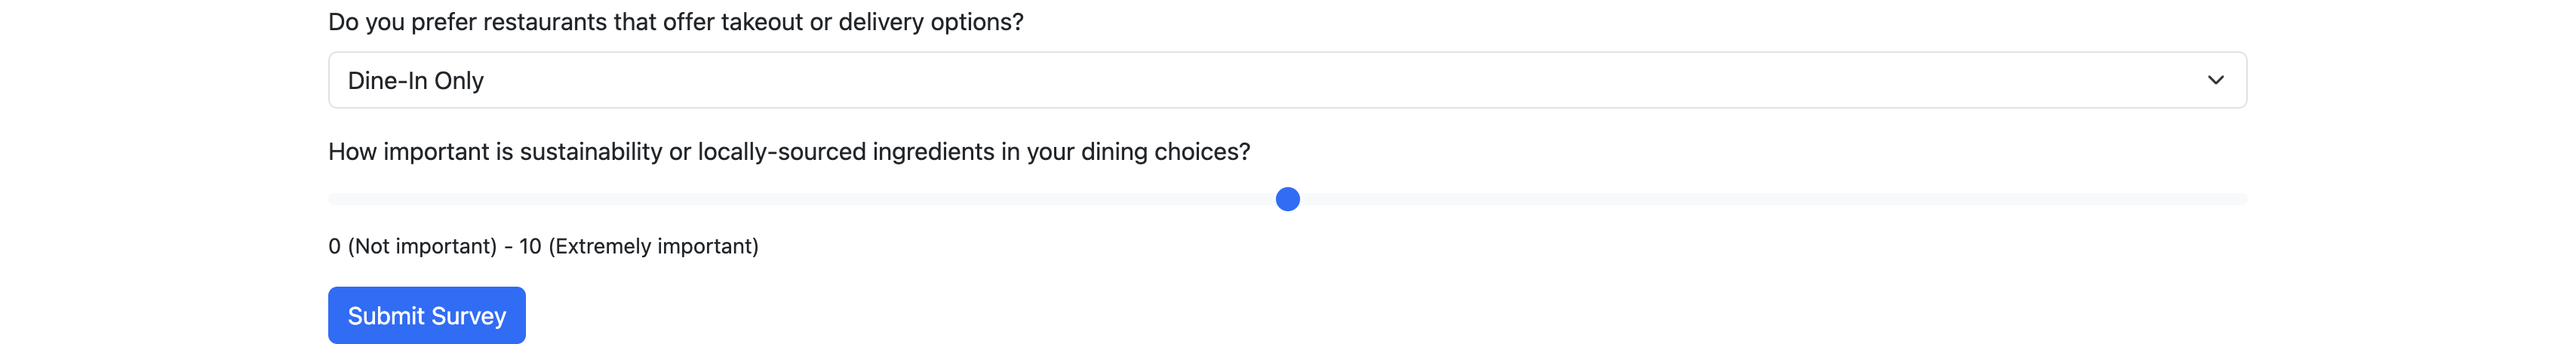 Do you prefer restaurants that offer takeout or delivery options?
Dine-In Only
How important is sustainability or locally-sourced ingredients in your dining choices?
0 (Not important) - 10 (Extremely important)
Submit Survey